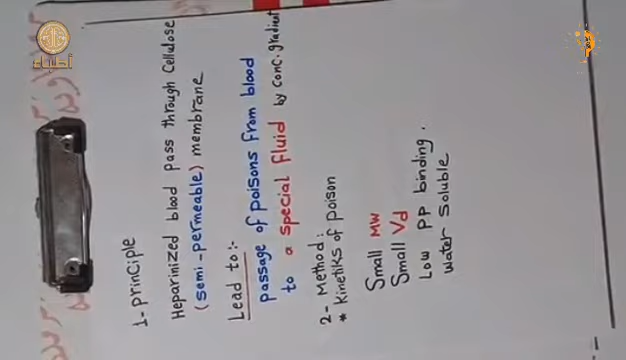 أطباء
1- principle
Heparinized blood pass through Cellulose
(semi-permeable) membrane
Lead to:-
passage of poisons from blood
to a special fluid by conc. gradient
2- Method:
* Kinetiks of poison
Small MW
Small Vd
Low PP binding.
water soluble